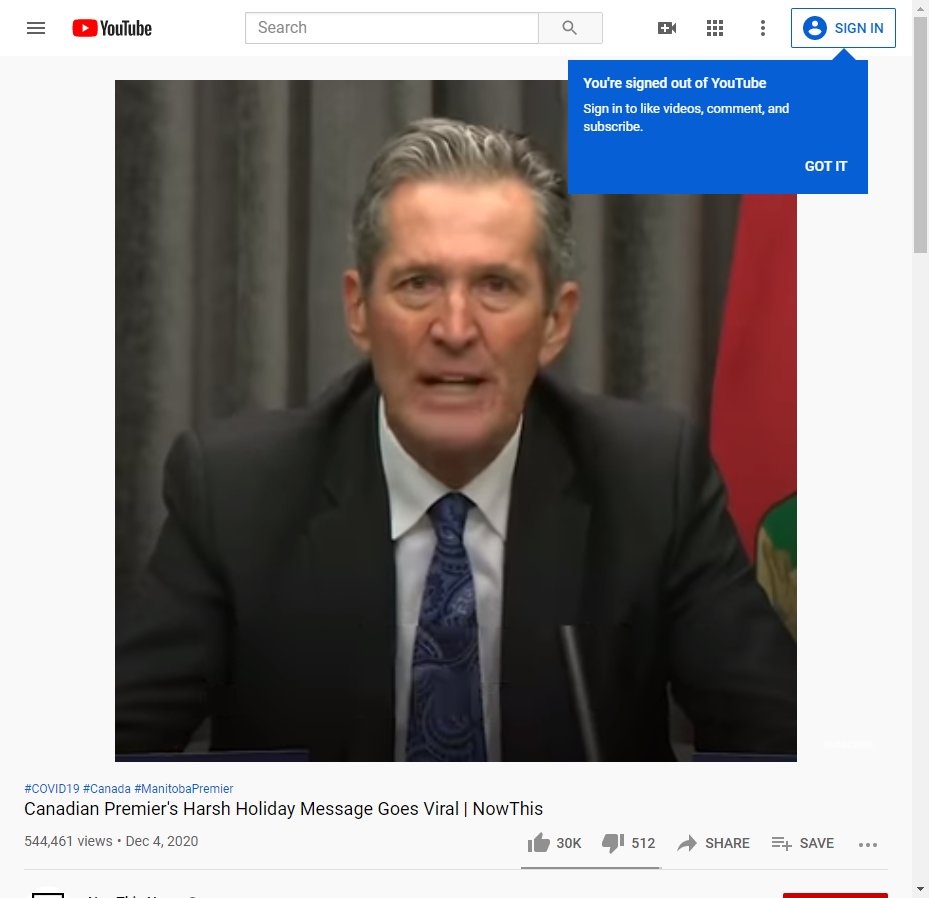 YouTube
Search
SIGN IN
You're signed out of YouTube
Sign in to like videos, comment, and
subscribe.
GOT IT
#COVID19 #Canada #ManitobaPremier
Canadian Premier's Harsh Holiday Message Goes Viral | NowThis
544,461 views • Dec 4, 2020
30K
512
SHARE
SAVE